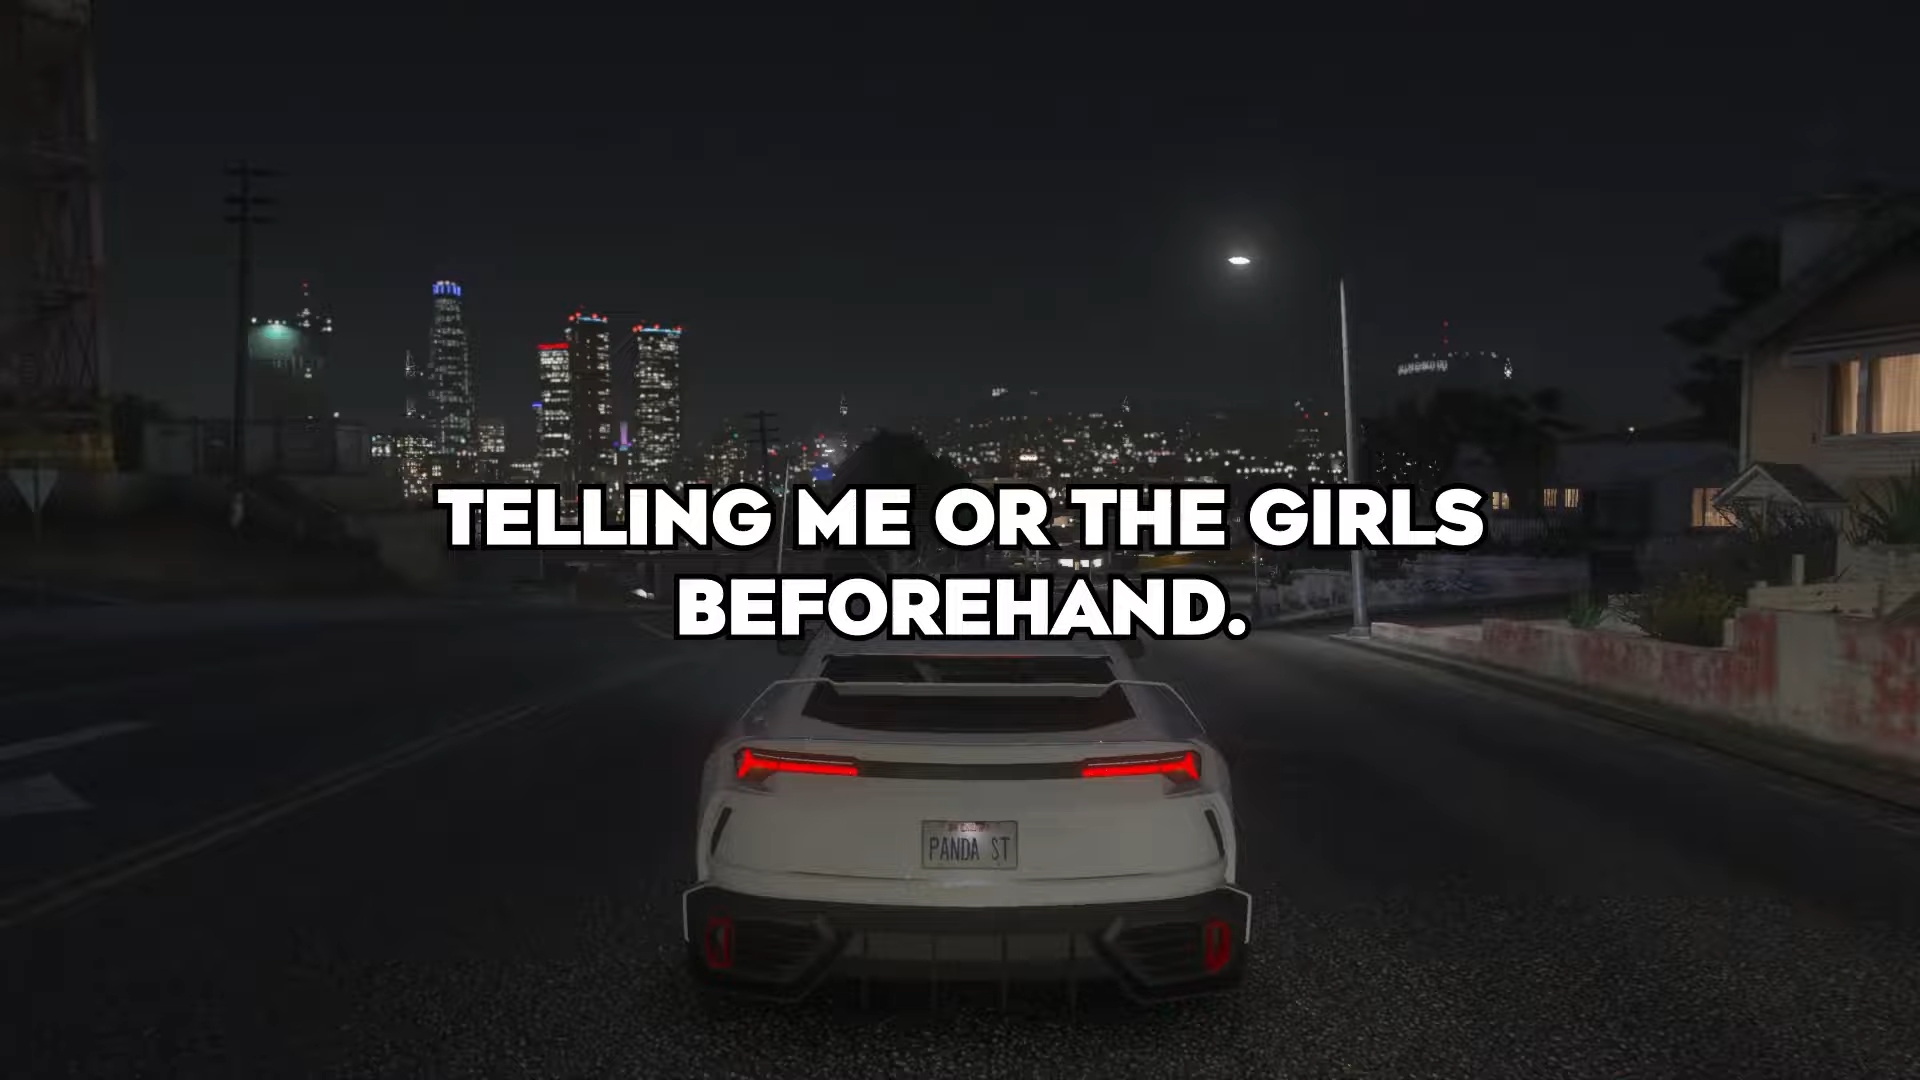 TELLING ME OR THE GIRLS
BEFOREHAND.
PANDA ST